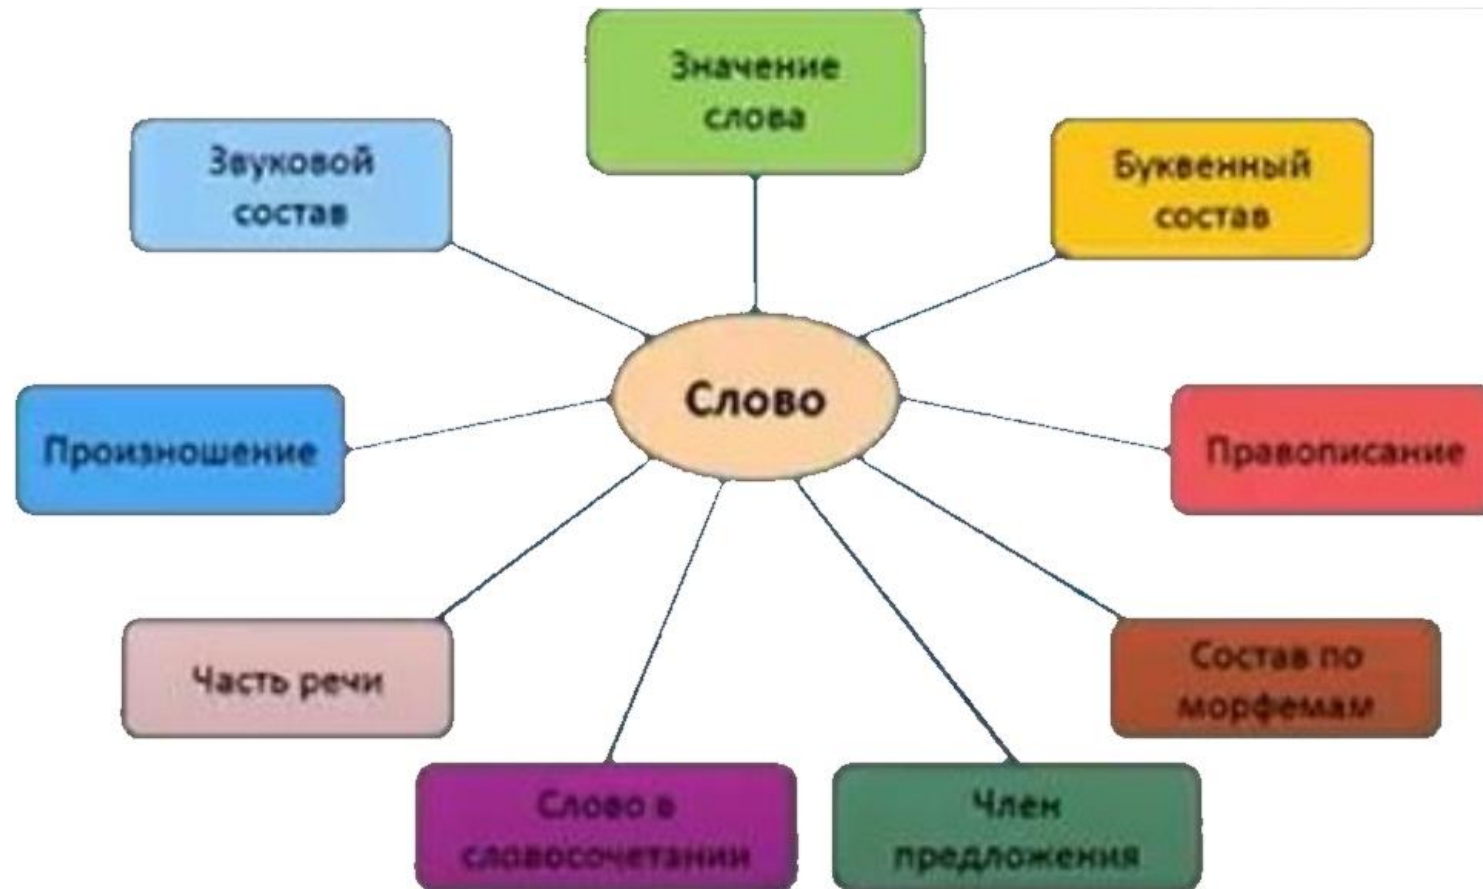 Значение
слова
Звуковой
состав
Буквенный
состав
Слово
Произношение
Правописание
Часть речи
Состав по
морфемам
Слово в
словосочетании
Член
предложения